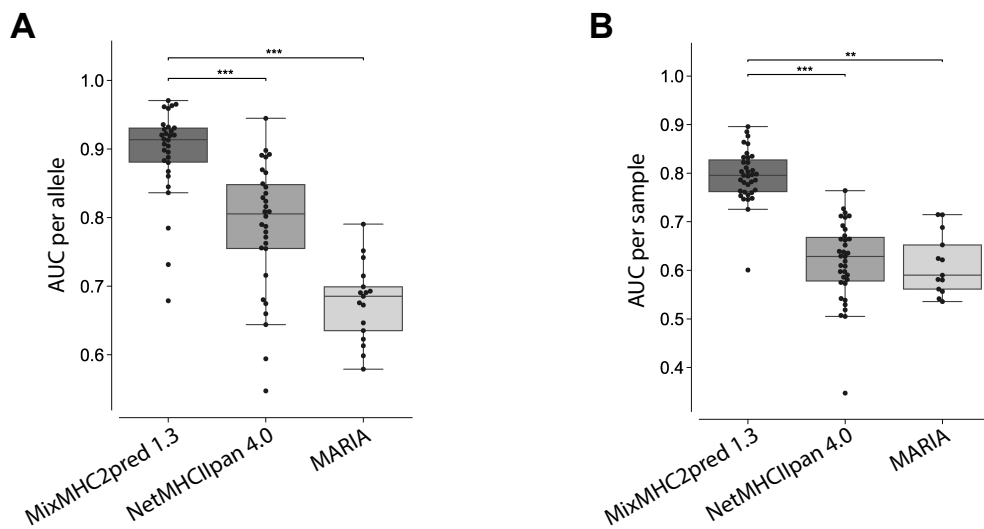 A
***
***
1.0
0.9
0.8
0.7
0.6
AUC per allele
MixMHC2pred 1.3
NetMHCIIpan 4.0
MARIA
B
**
***
1.0
0.9
0.8
0.7
0.6
0.5
0.4
AUC per sample
MixMHC2pred 1.3
NetMHCIIpan 4.0
MARIA